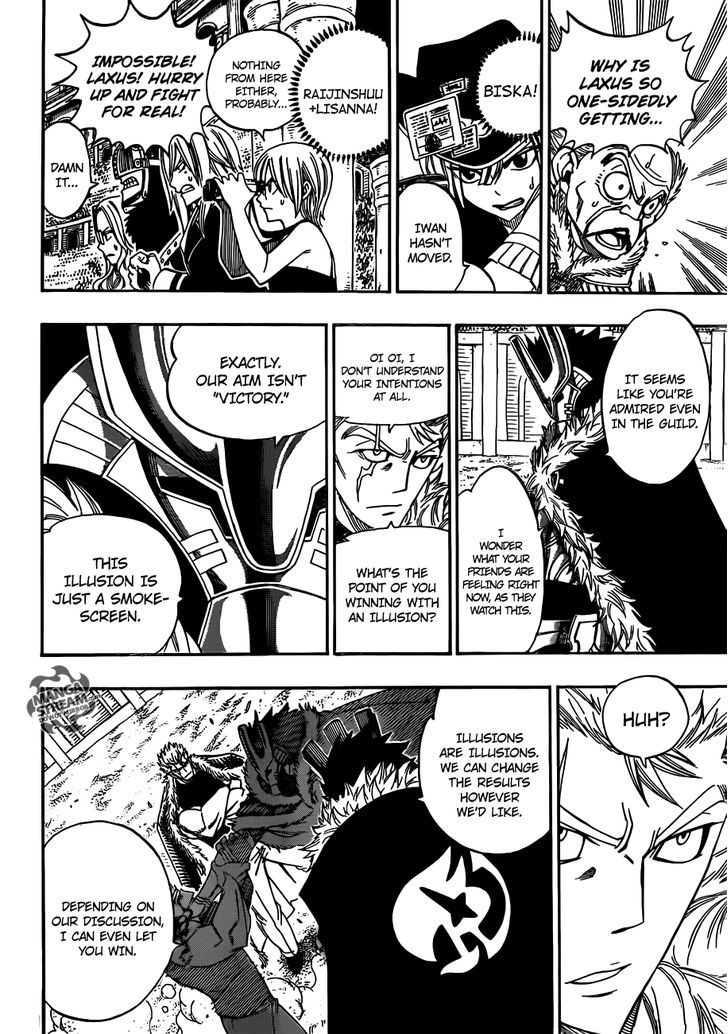 WHY IS
LAXUS SO
ONE-SIDEDLY
GETTING...
BISKA!
IWAN
HASN'T
MOVED.
RAIJINSHUU
+LISANNA!
NOTHING
FROM HERE
EITHER,
PROBABLY...
IMPOSSIBLE!
LAXUS! HURRY
UP AND FIGHT
FOR REAL!
DAMN
IT...
IT SEEMS
LIKE YOU'RE
ADMIRED EVEN
IN THE
GUILD.
I
WONDER
WHAT YOUR
FRIENDS ARE
FEELING RIGHT
NOW, AS THEY
WATCH THIS.
OI OI, I
DON'T UNDERSTAND
YOUR INTENTIONS
AT ALL.
WHAT'S THE
POINT OF YOU
WINNING WITH
AN ILLUSION?
EXACTLY.
OUR AIM ISN'T
"VICTORY."
THIS
ILLUSION IS
JUST A SMOKE-
SCREEN.
HUH?
ILLUSIONS
ARE ILLUSIONS.
WE CAN CHANGE
THE RESULTS
HOWEVER
WE'D LIKE.
DEPENDING ON
OUR DISCUSSION,
I CAN EVEN LET
YOU WIN.
MANGA
STREAM
DO NOT MIRROR